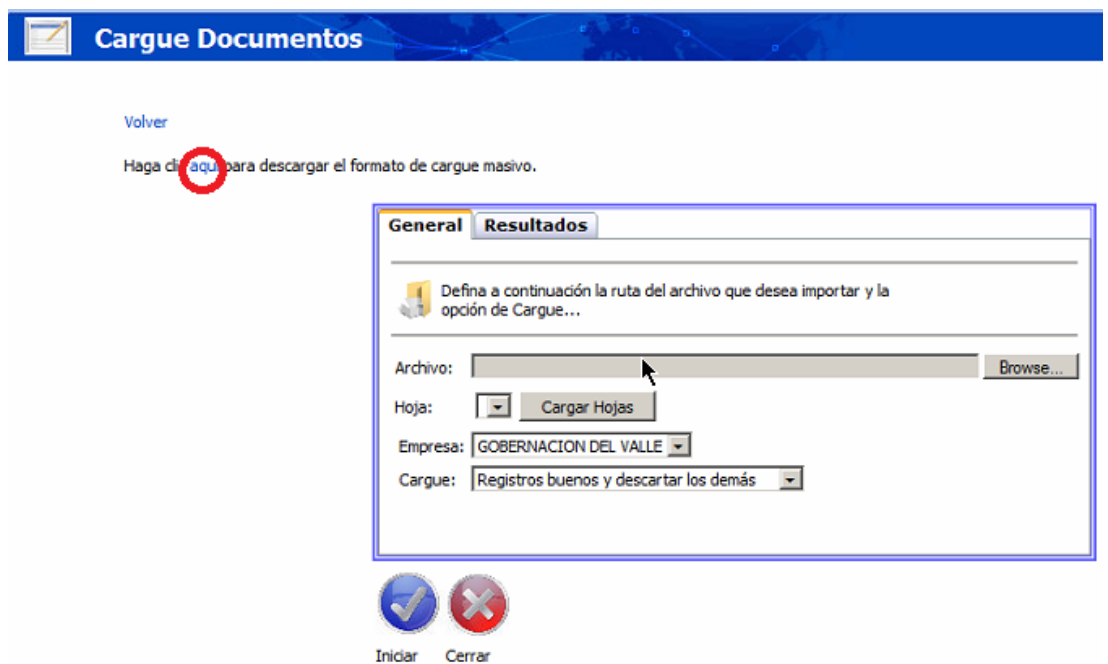 Cargue Documentos
Volver
Haga clic aquí para descargar el formato de cargue masivo.
General Resultados
Defina a continuación la ruta del archivo que desea importar y la
opción de Cargue...
Archivo: Browse...
Hoja: Cargar Hojas
Empresa: GOBERNACION DEL VALLE
Cargue: Registros buenos y descartar los demás
Iniciar Cerrar